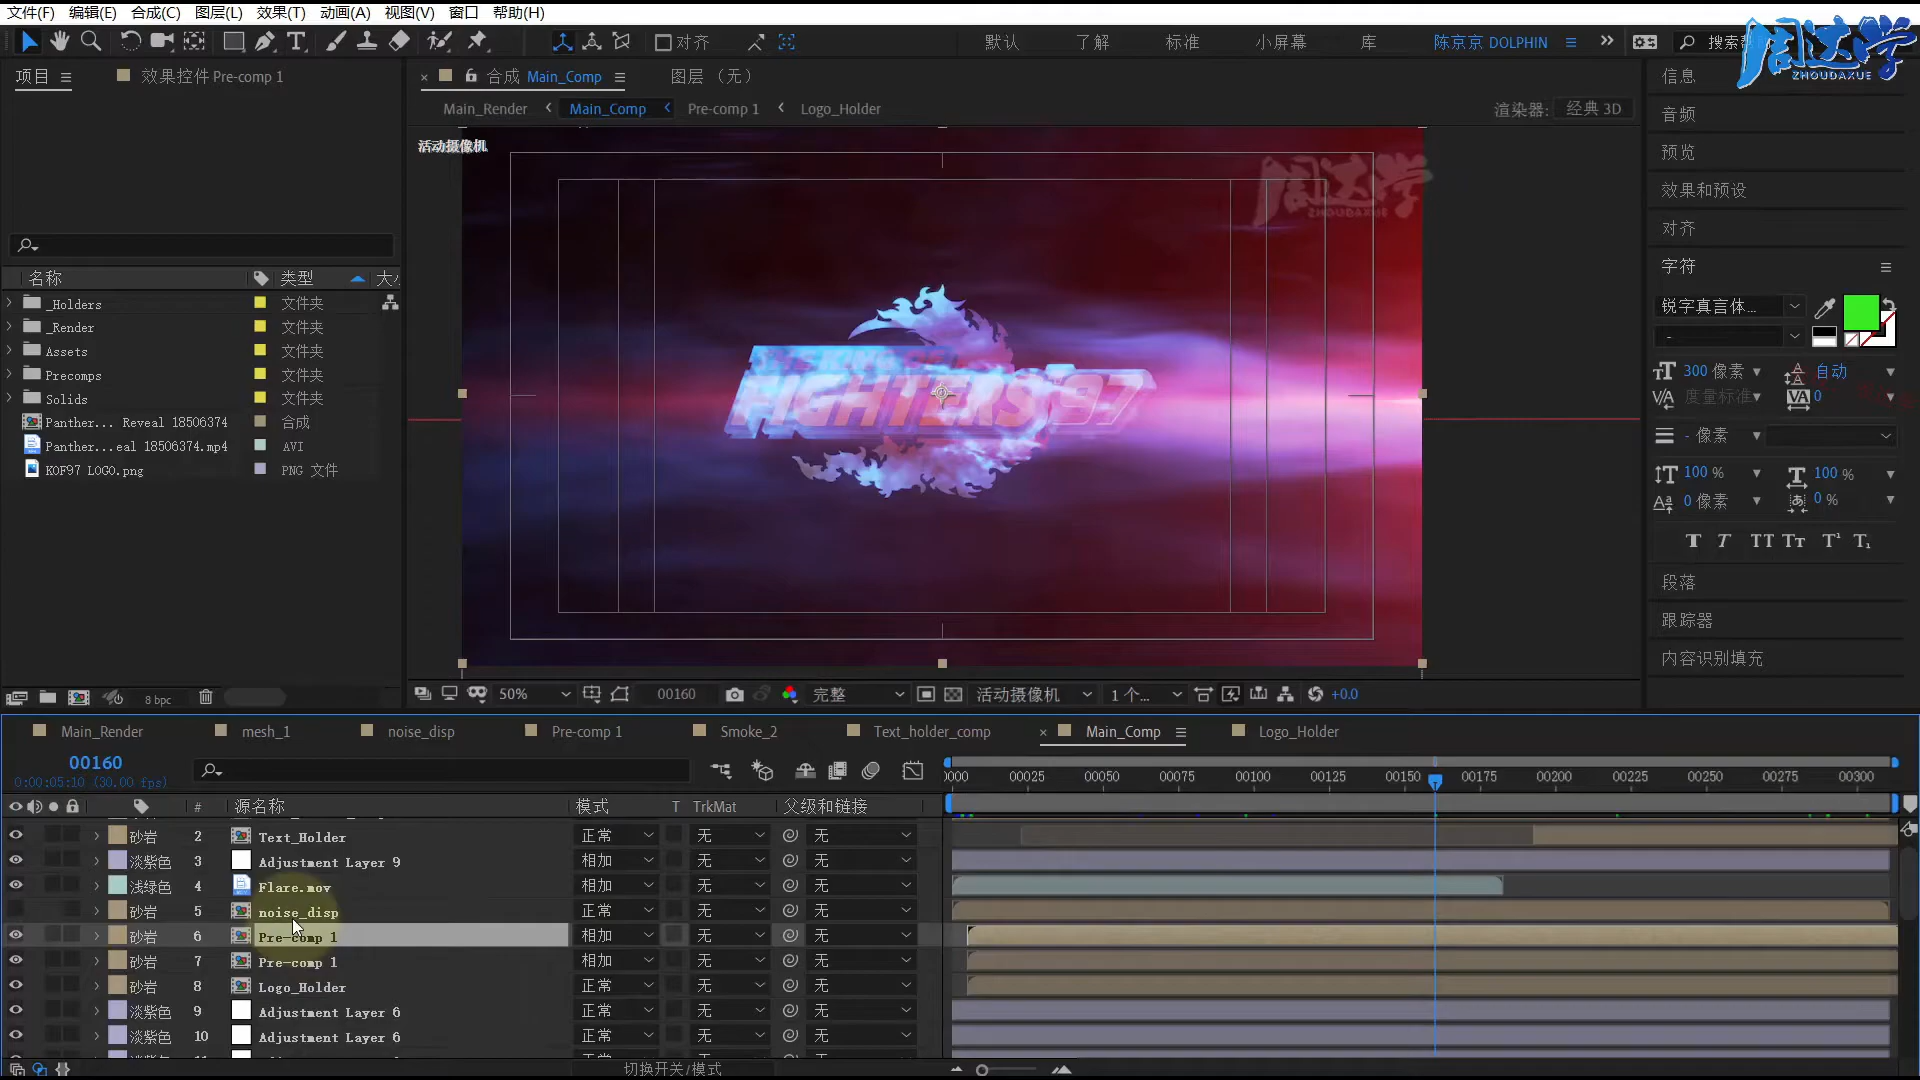 文件(F) 编辑(E) 合成(C) 图层(L) 效果(T) 动画(A) 视图(V) 窗口 帮助(H)
对齐 默认 了解 标准 小屏幕 库 陈京京 DOLPHIN 搜索帮
周达学
ZHOUDAXUE
项目 效果控件 Pre-comp 1 合成 Main_Comp 图层 (无) 信息
Main_Render Main_Comp Pre-comp 1 Logo_Holder 渲染器: 经典 3D 音频
活动摄像机
预览
周达学
ZHOUDAXUE
效果和预设
对齐
字符
名称 类型 大小
_Holders 文件夹
_Render 文件夹
Assets 文件夹
Precomps 文件夹
Solids 文件夹
Panther... Reveal 18506374 合成
Panther...eal 18506374.mp4 AVI
KOF97 LOGO.png PNG 文件
THE KING OF
FIGHTERS '97
锐字真言体...
-
300 像素 自动
度量标准 0
- 像素
100 % 100 %
0 像素 0 %
段落
跟踪器
内容识别填充
8 bpc 50% 00160 完整 活动摄像机 1 个... +0.0
Main_Render mesh_1 noise_disp Pre-comp 1 Smoke_2 Text_holder_comp Main_Comp Logo_Holder
00160
0:00:05:10 (30.00 fps)
0000 00025 00050 00075 00100 00125 00150 00175 00200 00225 00250 00275 00300
# 源名称 模式 T TrkMat 父级和链接
砂岩 2 Text_Holder 正常 无 无
淡紫色 3 Adjustment Layer 9 相加 无 无
浅绿色 4 Flare.mov 相加 无 无
砂岩 5 noise_disp 正常 无 无
砂岩 6 Pre-comp 1 相加 无 无
砂岩 7 Pre-comp 1 相加 无 无
砂岩 8 Logo_Holder 正常 无 无
淡紫色 9 Adjustment Layer 6 正常 无 无
淡紫色 10 Adjustment Layer 6 正常 无 无
切换开关/模式